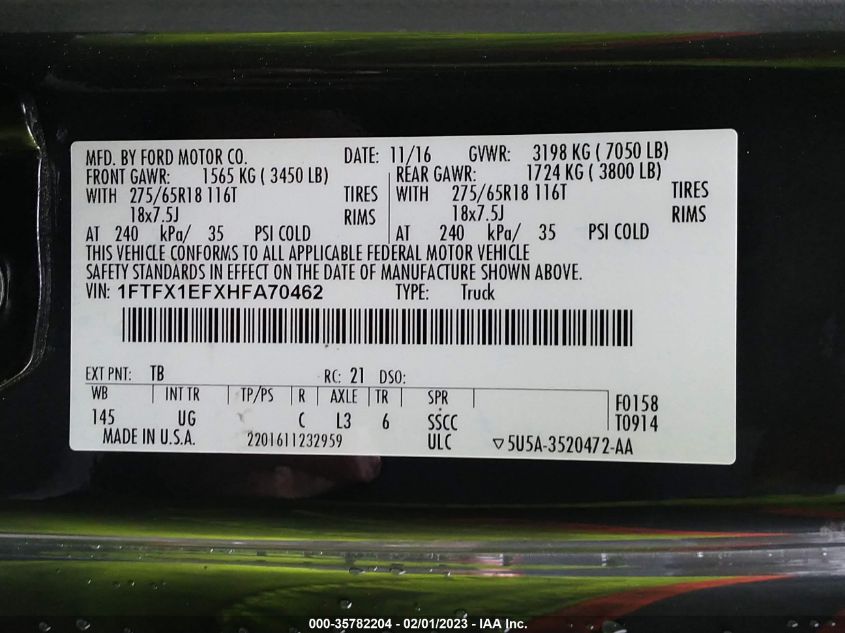 MFD. BY FORD MOTOR CO. DATE: 11/16 GVWR: 3198 KG ( 7050 LB)
FRONT GAWR: 1565 KG ( 3450 LB) REAR GAWR: 1724 KG ( 3800 LB)
WITH 275/65R18 116T TIRES WITH 275/65R18 116T TIRES
18x7.5J RIMS 18x7.5J RIMS
AT 240 kPa/ 35 PSI COLD AT 240 kPa/ 35 PSI COLD
THIS VEHICLE CONFORMS TO ALL APPLICABLE FEDERAL MOTOR VEHICLE
SAFETY STANDARDS IN EFFECT ON THE DATE OF MANUFACTURE SHOWN ABOVE.
VIN: 1FTFX1EFXHFA70462 TYPE: Truck
EXT PNT: TB RC: 21 DSO:
WB INT TR TP/PS R AXLE TR SPR F0158
145 UG C L3 6 SSCC T0914
MADE IN U.S.A. 2201611232959 ULC ▽5U5A-3520472-AA
000-35782204 - 02/01/2023 - IAA Inc.